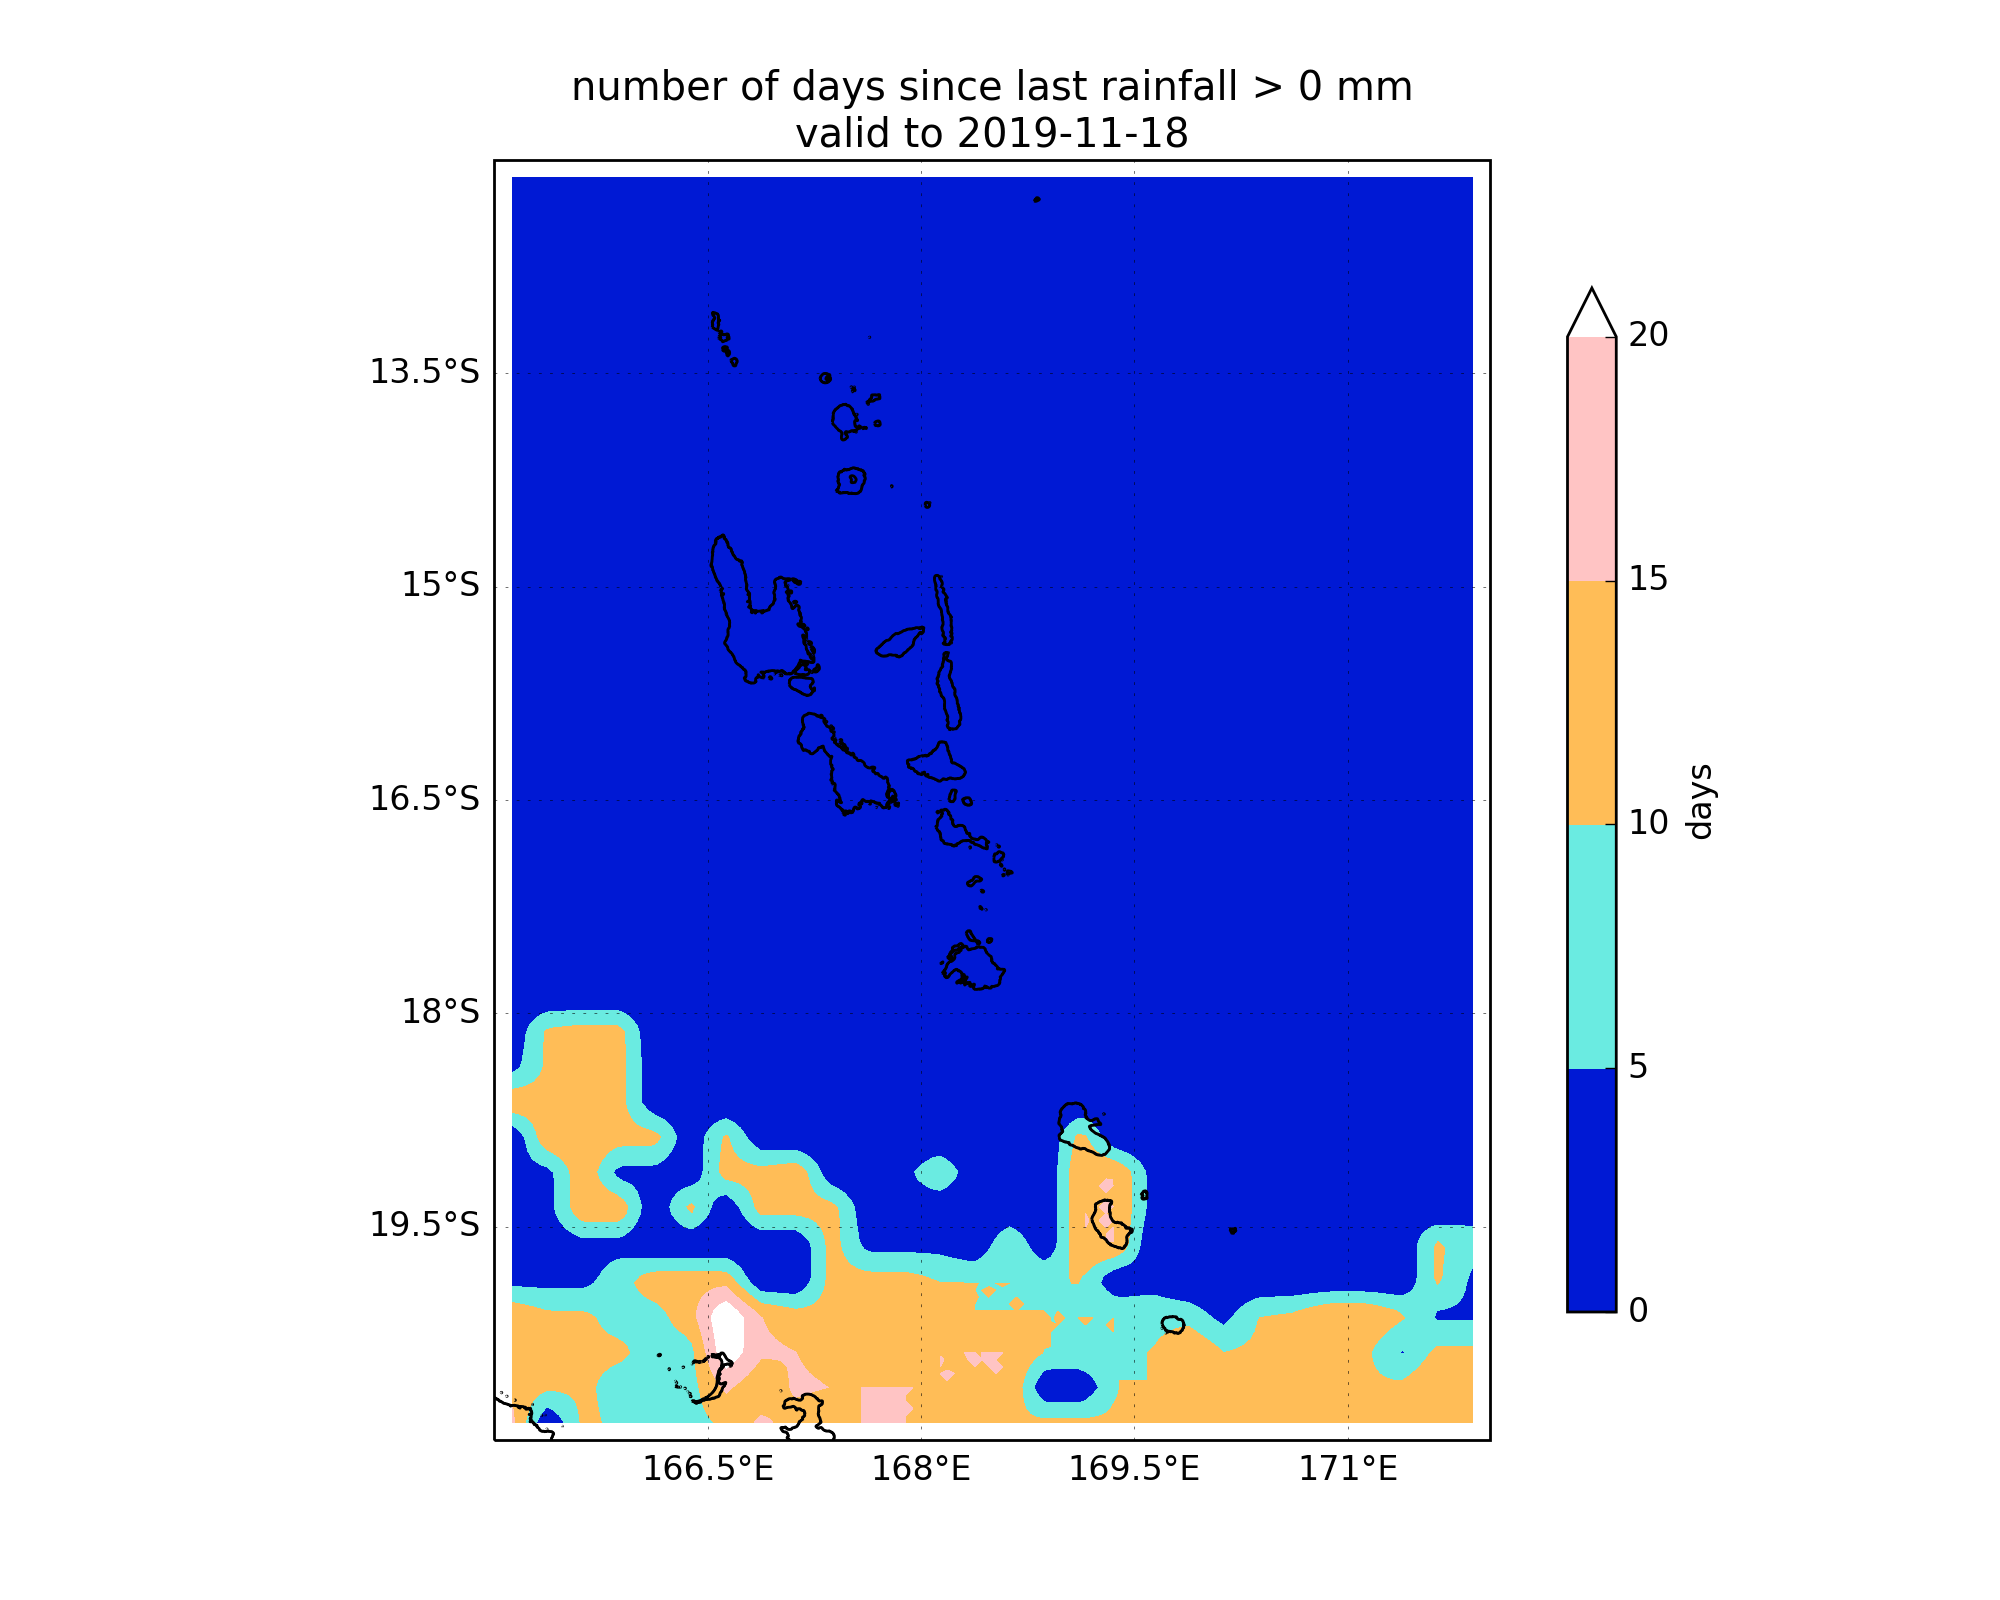 number of days since last rainfall > 0 mm
valid to 2019-11-18
13.5°S
15°S
16.5°S
18°S
19.5°S
166.5°E
168°E
169.5°E
171°E
20
15
10
5
0
days